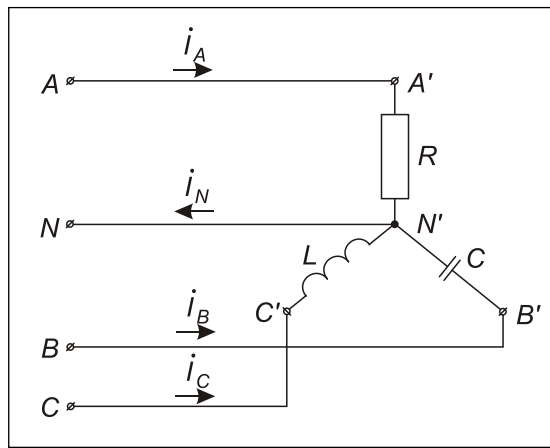 i_A
A A′
R
i_N
N N′
L C
C′ B′
i_B
B
i_C
C